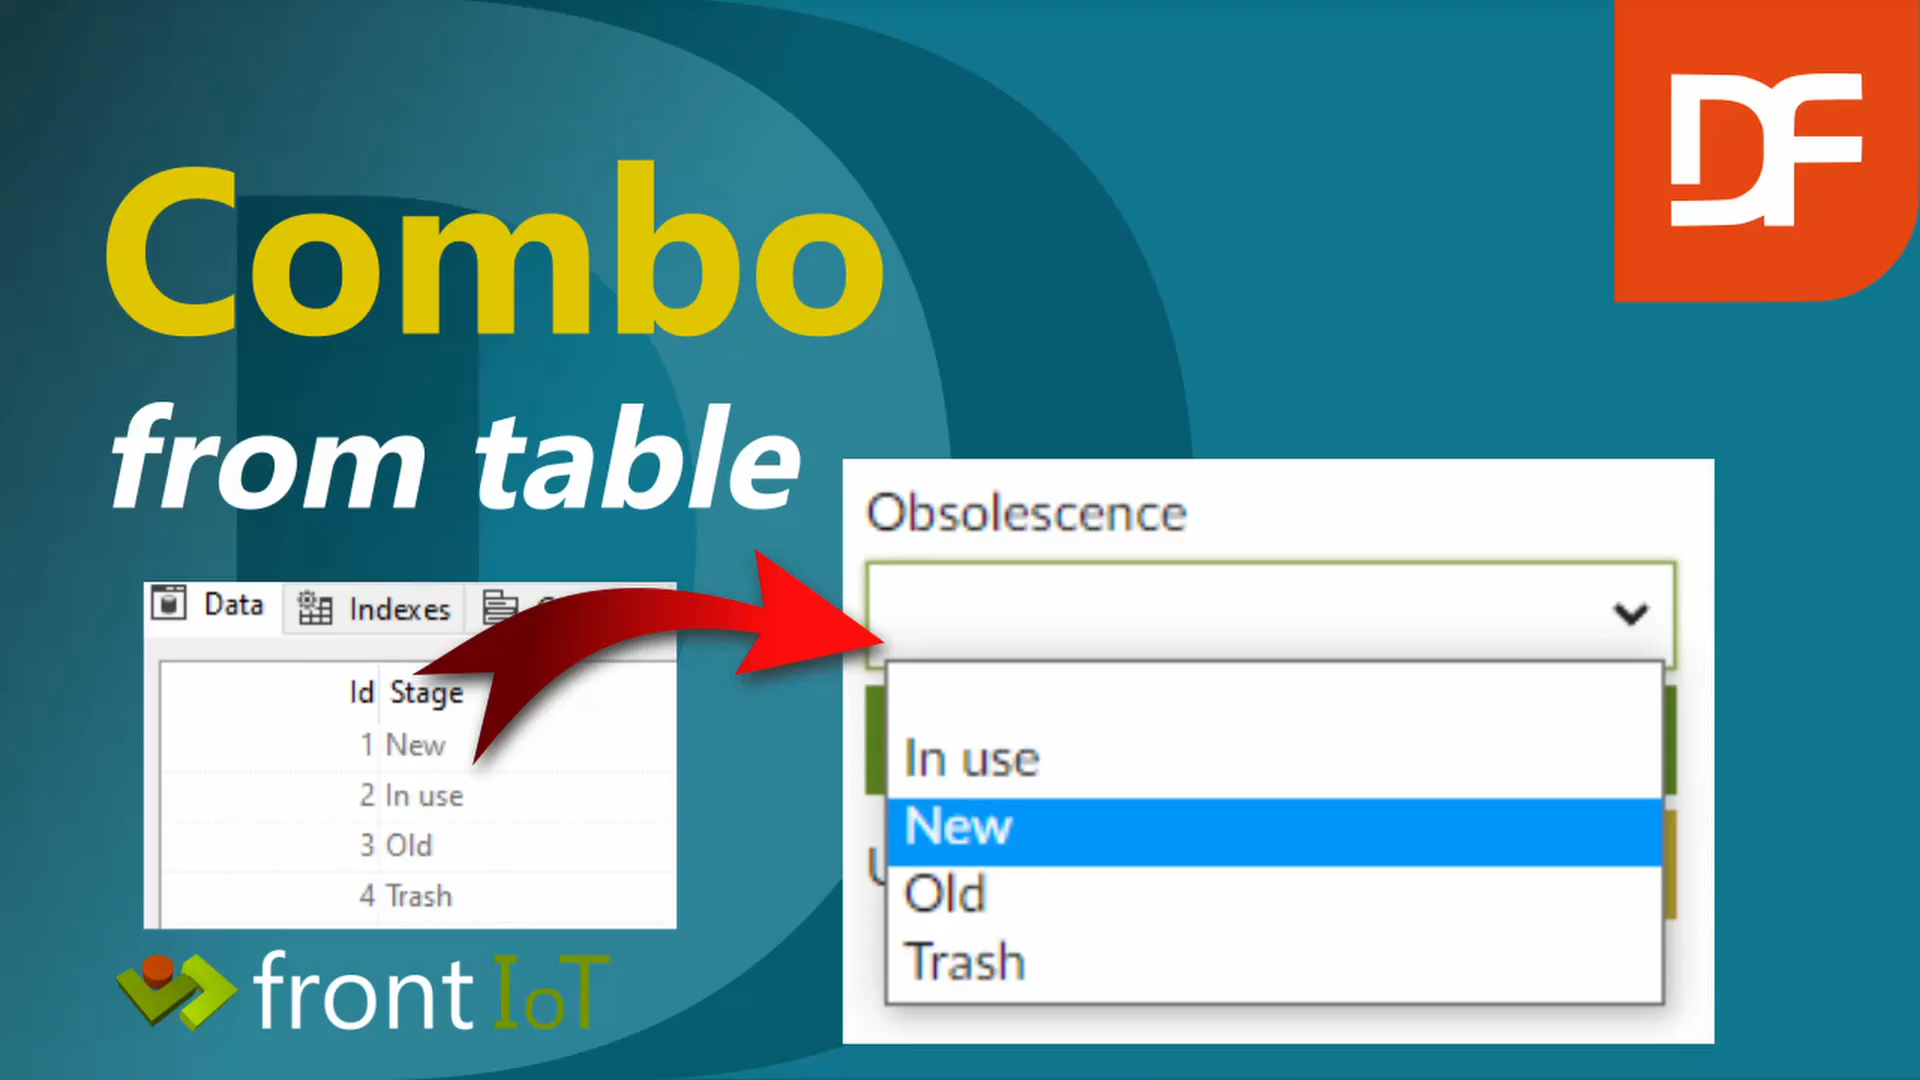 DF
Combo
from table
Data Indexes
Id Stage
1 New
2 In use
3 Old
4 Trash
Obsolescence
In use
New
Old
Trash
front IoT